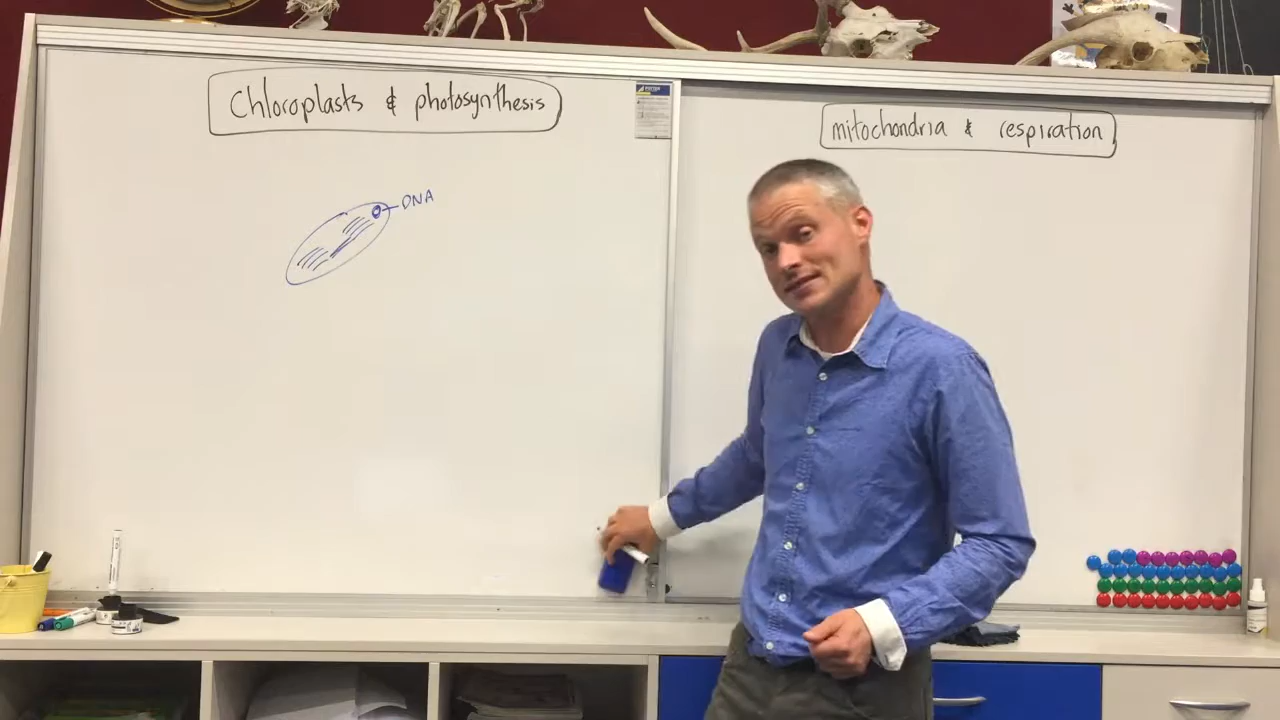 Chloroplasts & photosynthesis
mitochondria & respiration
DNA